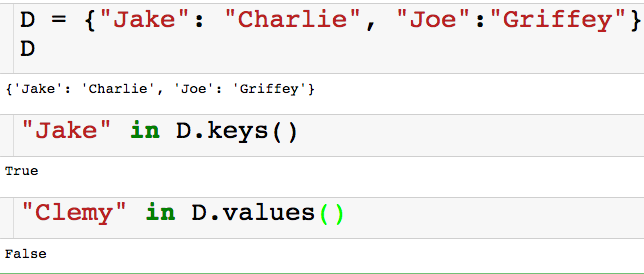 D = {"Jake": "Charlie", "Joe":"Griffey"}
D
{'Jake': 'Charlie', 'Joe': 'Griffey'}
"Jake" in D.keys()
True
"Clemy" in D.values()
False